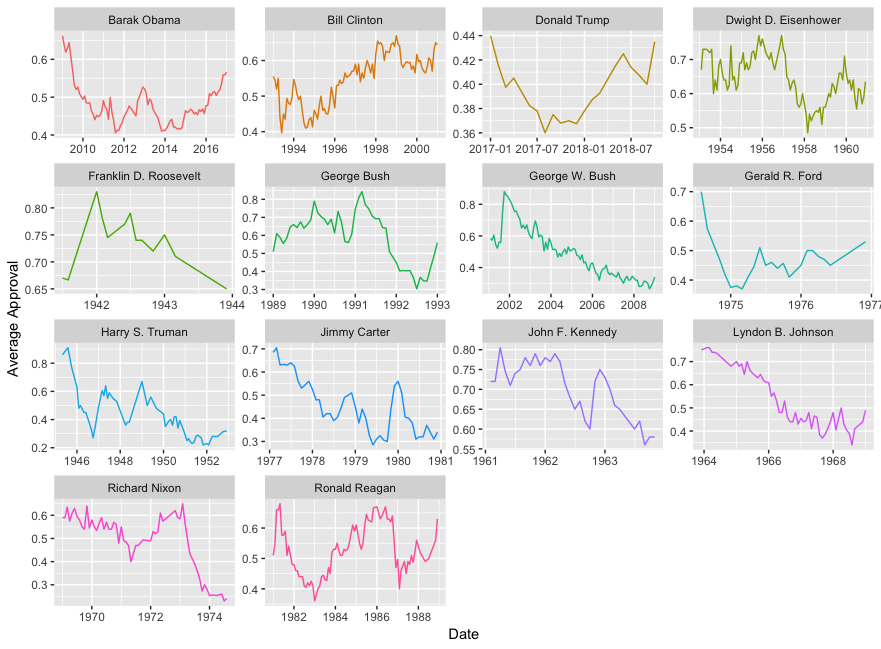 Barak Obama Bill Clinton Donald Trump Dwight D. Eisenhower
0.6 0.5 0.4
2010 2012 2014 2016
0.6 0.5 0.4
1994 1996 1998 2000
0.44 0.42 0.40 0.38 0.36
2017-01 2017-07 2018-01 2018-07
0.7 0.6 0.5
1954 1956 1958 1960
Franklin D. Roosevelt George Bush George W. Bush Gerald R. Ford
0.80 0.75 0.70 0.65
1942 1943 1944
0.8 0.7 0.6 0.5 0.4 0.3
1989 1990 1991 1992 1993
0.8 0.6 0.4
2002 2004 2006 2008
0.7 0.6 0.5 0.4
1975 1976 1977
Average Approval
Harry S. Truman Jimmy Carter John F. Kennedy Lyndon B. Johnson
0.8 0.6 0.4 0.2
1946 1948 1950 1952
0.7 0.6 0.5 0.4 0.3
1977 1978 1979 1980 1981
0.80 0.75 0.70 0.65 0.60 0.55
1961 1962 1963
0.7 0.6 0.5 0.4
1964 1966 1968
Richard Nixon Ronald Reagan
0.6 0.5 0.4 0.3
1970 1972 1974
0.6 0.5 0.4
1982 1984 1986 1988
Date